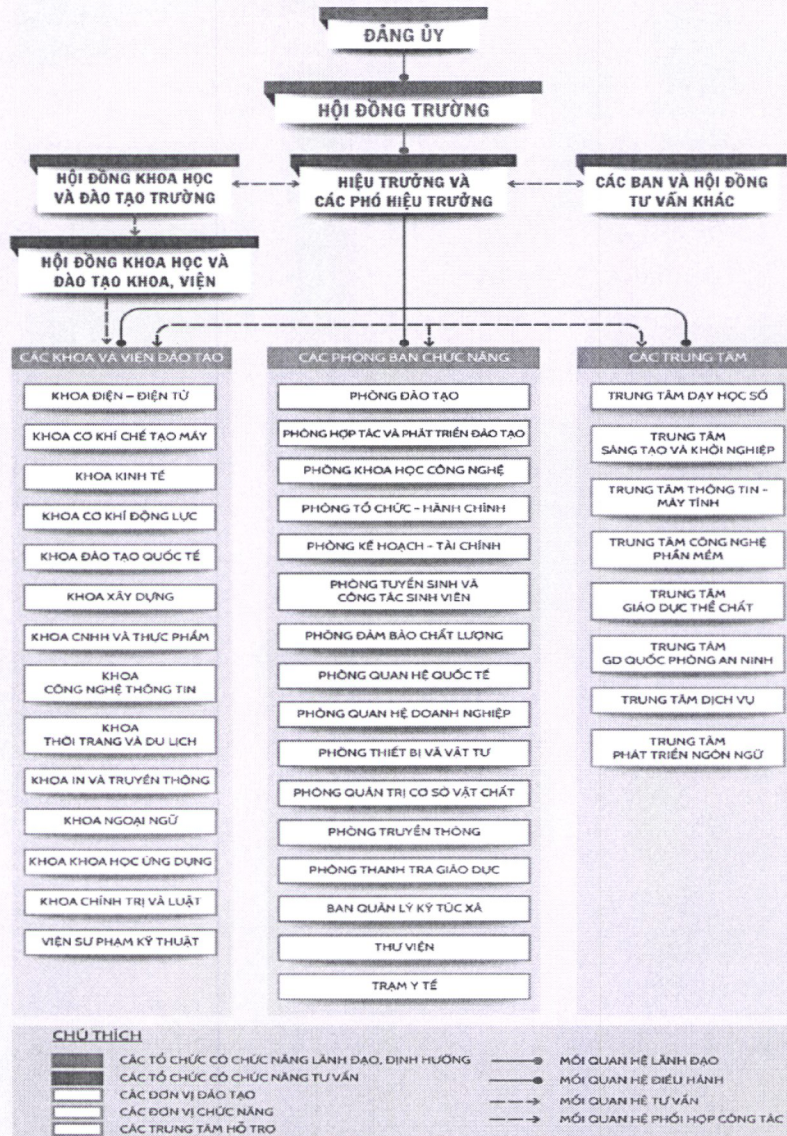 ĐẢNG ỦY
HỘI ĐỒNG TRƯỜNG
HỘI ĐỒNG KHOA HỌC
VÀ ĐÀO TẠO TRƯỜNG
HIỆU TRƯỞNG VÀ
CÁC PHÓ HIỆU TRƯỞNG
CÁC BAN VÀ HỘI ĐỒNG
TƯ VẤN KHÁC
HỘI ĐỒNG KHOA HỌC VÀ
ĐÀO TẠO KHOA, VIỆN
CÁC KHOA VÀ VIỆN ĐÀO TẠO
KHOA ĐIỆN – ĐIỆN TỬ
KHOA CƠ KHÍ CHẾ TẠO MÁY
KHOA KINH TẾ
KHOA CƠ KHÍ ĐỘNG LỰC
KHOA ĐÀO TẠO QUỐC TẾ
KHOA XÂY DỰNG
KHOA CNHH VÀ THỰC PHẨM
KHOA
CÔNG NGHỆ THÔNG TIN
KHOA
THỜI TRANG VÀ DU LỊCH
KHOA IN VÀ TRUYỀN THÔNG
KHOA NGOẠI NGỮ
KHOA KHOA HỌC ỨNG DỤNG
KHOA CHÍNH TRỊ VÀ LUẬT
VIỆN SƯ PHẠM KỸ THUẬT
CÁC PHÒNG BAN CHỨC NĂNG
PHÒNG ĐÀO TẠO
PHÒNG HỢP TÁC VÀ PHÁT TRIỂN ĐÀO TẠO
PHÒNG KHOA HỌC CÔNG NGHỆ
PHÒNG TỔ CHỨC - HÀNH CHÍNH
PHÒNG KẾ HOẠCH - TÀI CHÍNH
PHÒNG TUYỂN SINH VÀ
CÔNG TÁC SINH VIÊN
PHÒNG ĐẢM BẢO CHẤT LƯỢNG
PHÒNG QUAN HỆ QUỐC TẾ
PHÒNG QUAN HỆ DOANH NGHIỆP
PHÒNG THIẾT BỊ VÀ VẬT TƯ
PHÒNG QUẢN TRỊ CƠ SỞ VẬT CHẤT
PHÒNG TRUYỀN THÔNG
PHÒNG THANH TRA GIÁO DỤC
BAN QUẢN LÝ KÝ TÚC XÁ
THƯ VIỆN
TRẠM Y TẾ
CÁC TRUNG TÂM
TRUNG TÂM DẠY HỌC SỐ
TRUNG TÂM
SÁNG TẠO VÀ KHỞI NGHIỆP
TRUNG TÂM THÔNG TIN -
MÁY TÍNH
TRUNG TÂM CÔNG NGHỆ
PHẦN MỀM
TRUNG TÂM
GIÁO DỤC THỂ CHẤT
TRUNG TÂM
GD QUỐC PHÒNG AN NINH
TRUNG TÂM DỊCH VỤ
TRUNG TÂM
PHÁT TRIỂN NGÔN NGỮ
CHÚ THÍCH
CÁC TỔ CHỨC CÓ CHỨC NĂNG LÃNH ĐẠO, ĐỊNH HƯỚNG
CÁC TỔ CHỨC CÓ CHỨC NĂNG TƯ VẤN
CÁC ĐƠN VỊ ĐÀO TẠO
CÁC ĐƠN VỊ CHỨC NĂNG
CÁC TRUNG TÂM HỖ TRỢ
MỐI QUAN HỆ LÃNH ĐẠO
MỐI QUAN HỆ ĐIỀU HÀNH
MỐI QUAN HỆ TƯ VẤN
MỐI QUAN HỆ PHỐI HỢP CÔNG TÁC